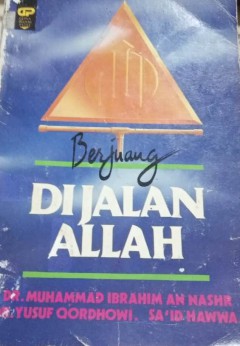 Berjuang
DI JALAN
ALLAH
DR. MUHAMMAD IBRAHIM AN NASHR
YUSUF QORDHOWI. SA'ID HAWWA